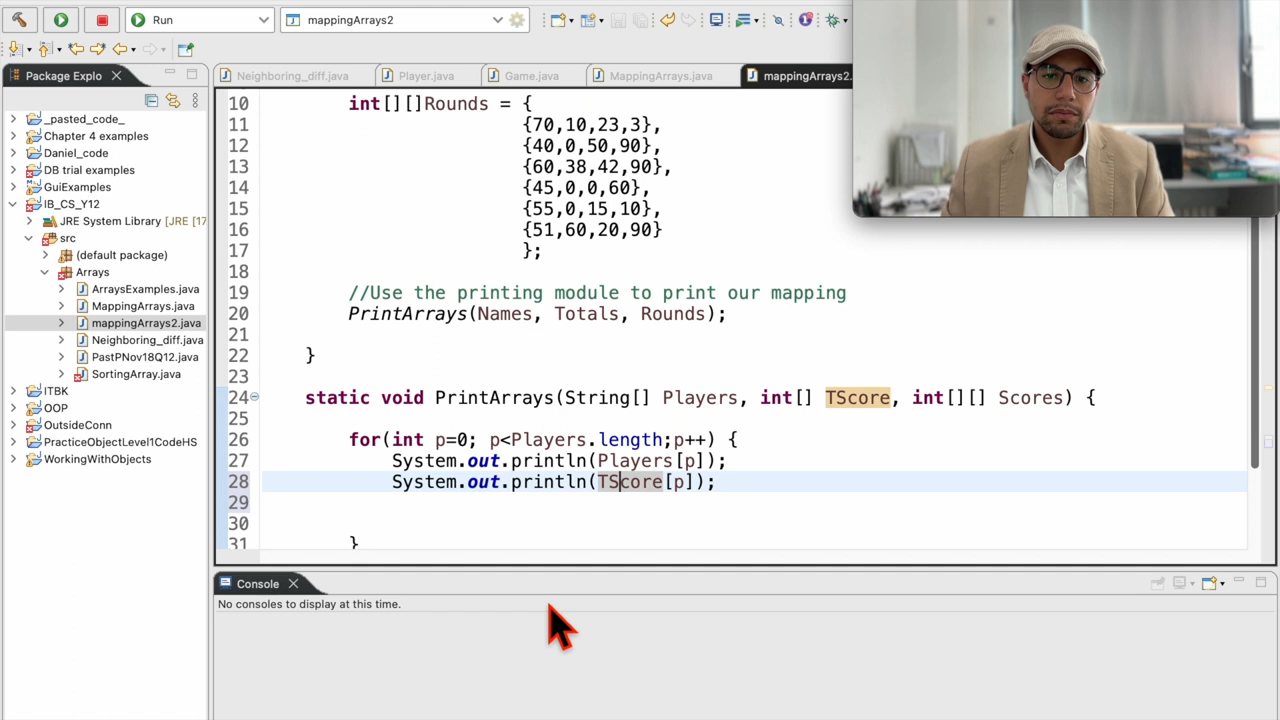 Run
mappingArrays2
Package Explo
Neighboring_diff.java
Player.java
Game.java
MappingArrays.java
mappingArrays2.
_pasted_code_
Chapter 4 examples
Daniel_code
DB trial examples
GuiExamples
IB_CS_Y12
JRE System Library [JRE [17
src
(default package)
Arrays
ArraysExamples.java
MappingArrays.java
mappingArrays2.java
Neighboring_diff.java
PastPNov18Q12.java
SortingArray.java
ITBK
OOP
OutsideConn
PracticeObjectLevel1CodeHS
WorkingWithObjects
10 int[][]Rounds = {
11 {70,10,23,3},
12 {40,0,50,90},
13 {60,38,42,90},
14 {45,0,0,60},
15 {55,0,15,10},
16 {51,60,20,90}
17 };
18
19 //Use the printing module to print our mapping
20 PrintArrays(Names, Totals, Rounds);
21
22 }
23
24 static void PrintArrays(String[] Players, int[] TScore, int[][] Scores) {
25
26 for(int p=0; p<Players.length;p++) {
27 System.out.println(Players[p]);
28 System.out.println(TScore[p]);
29
30
31 }
Console
No consoles to display at this time.